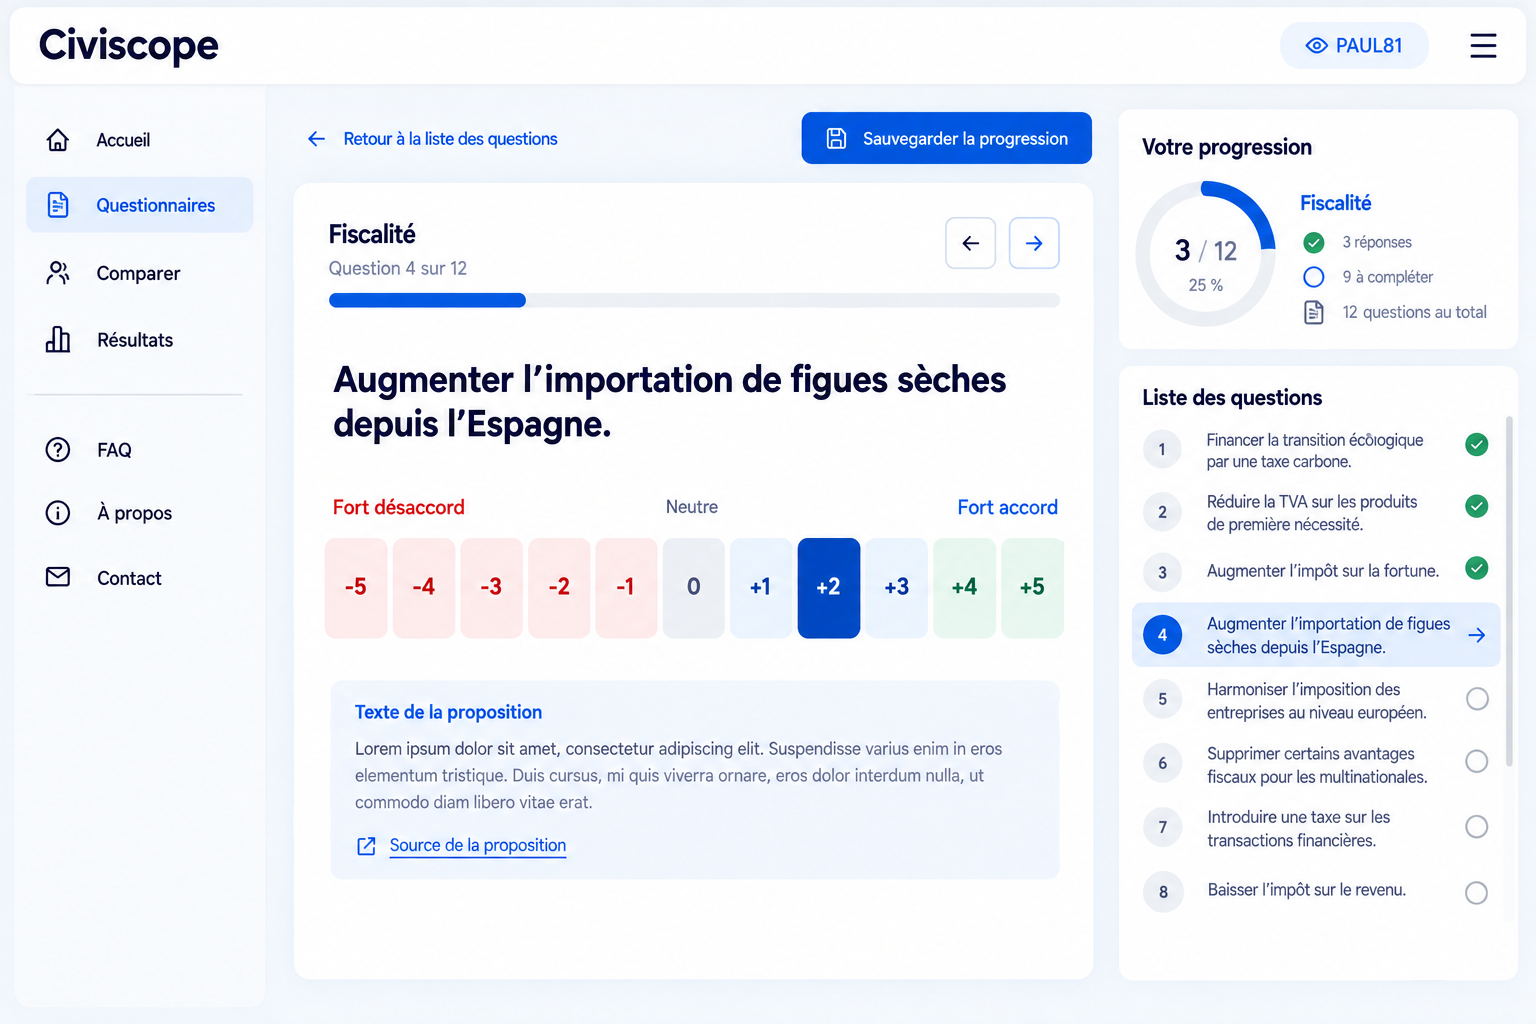 Civiscope
PAUL81
Accueil
Questionnaires
Comparer
Résultats
FAQ
À propos
Contact
Retour à la liste des questions
Sauvegarder la progression
Fiscalité
Question 4 sur 12
Augmenter l’importation de figues sèches
depuis l’Espagne.
Fort désaccord
Neutre
Fort accord
-5 -4 -3 -2 -1 0 +1 +2 +3 +4 +5
Texte de la proposition
Lorem ipsum dolor sit amet, consectetur adipiscing elit. Suspendisse varius enim in eros
elementum tristique. Duis cursus, mi quis viverra ornare, eros dolor interdum nulla, ut
commodo diam libero vitae erat.
Source de la proposition
Votre progression
3 / 12
25 %
Fiscalité
3 réponses
9 à compléter
12 questions au total
Liste des questions
1
Financer la transition
par une taxe carbone.
2
Réduire la TVA sur les produits
de première nécessité.
3
Augmenter l’impôt sur la fortune.
4
Augmenter l’importation de figues
sèches depuis l’Espagne.
5
Harmoniser l’imposition des
entreprises au niveau européen.
6
Supprimer certains avantages
fiscaux pour les multinationales.
7
Introduire une taxe sur les
transactions financières.
8
Baisser l’impôt sur le revenu.